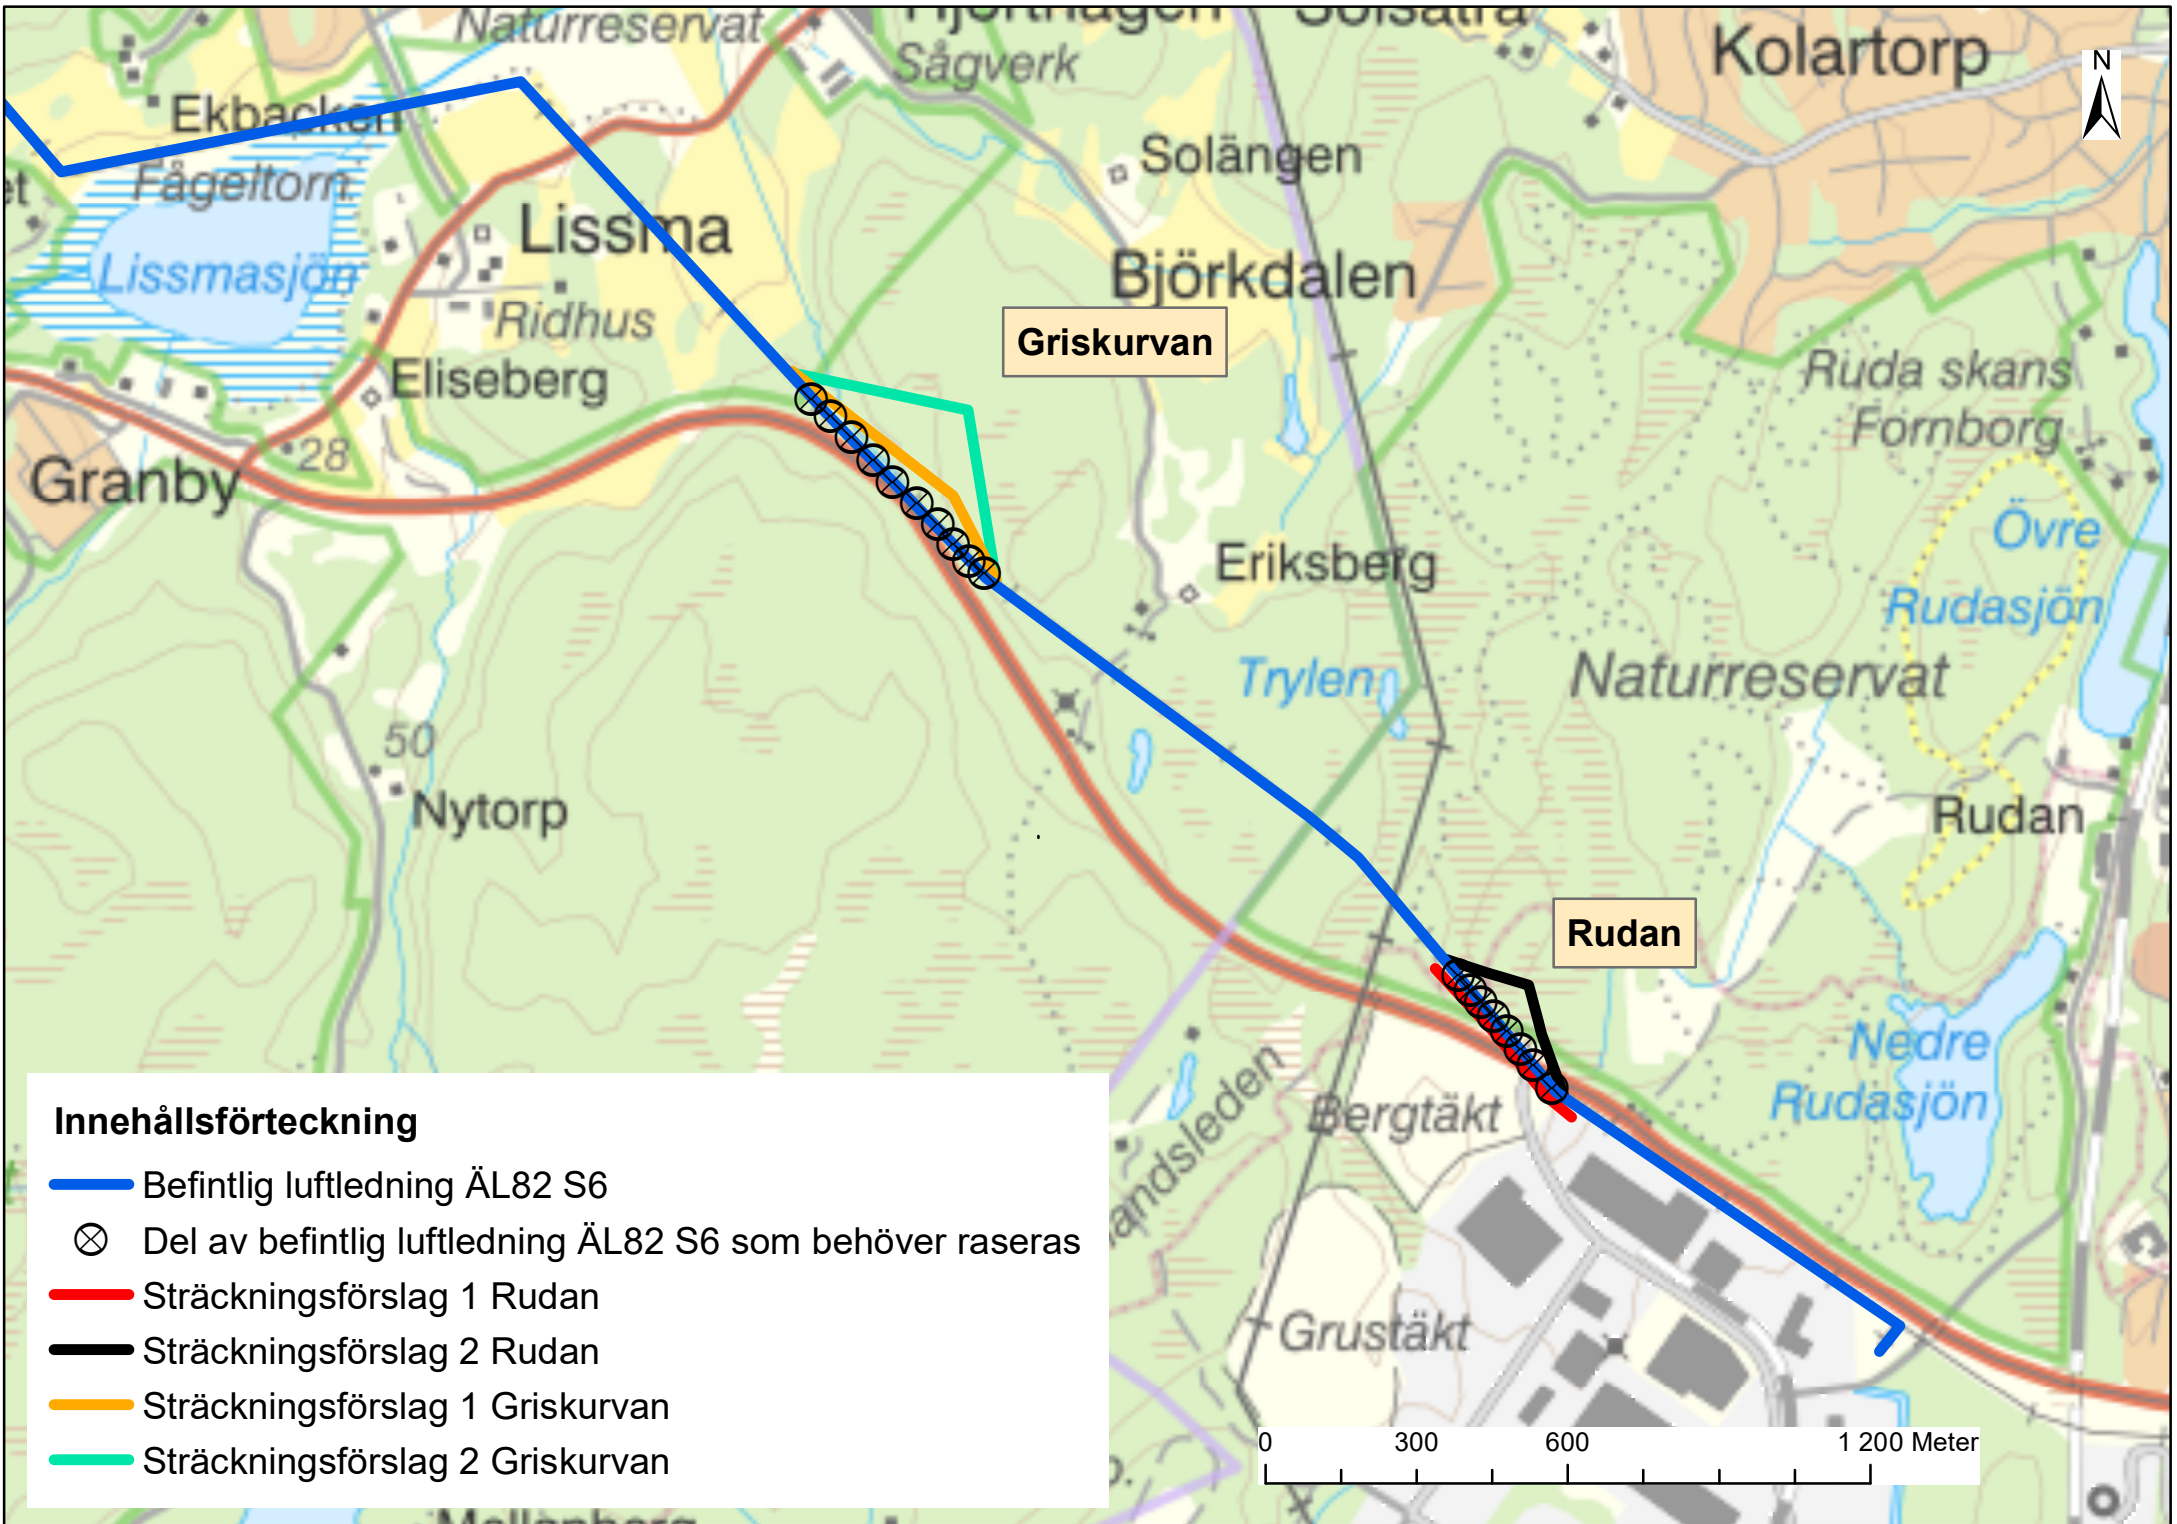 Naturreservat
Sågverk
Kolartorp
N
Ekbacken
Solängen
Fågeltorn
Lissma
Björkdalen
Lissmasjön
Ridhus
Griskurvan
Ruda skans
Fornborg
Eliseberg
28
Granby
Övre
Rudasjön
Eriksberg
Trylen
Naturreservat
50
Nytorp
Rudan
Rudan
Nedre
Rudasjön
Bergtäkt
andsleden
Grustäkt
Innehållsförteckning
Befintlig luftledning ÄL82 S6
Del av befintlig luftledning ÄL82 S6 som behöver raseras
Sträckningsförslag 1 Rudan
Sträckningsförslag 2 Rudan
Sträckningsförslag 1 Griskurvan
Sträckningsförslag 2 Griskurvan
0 300 600 1 200 Meter